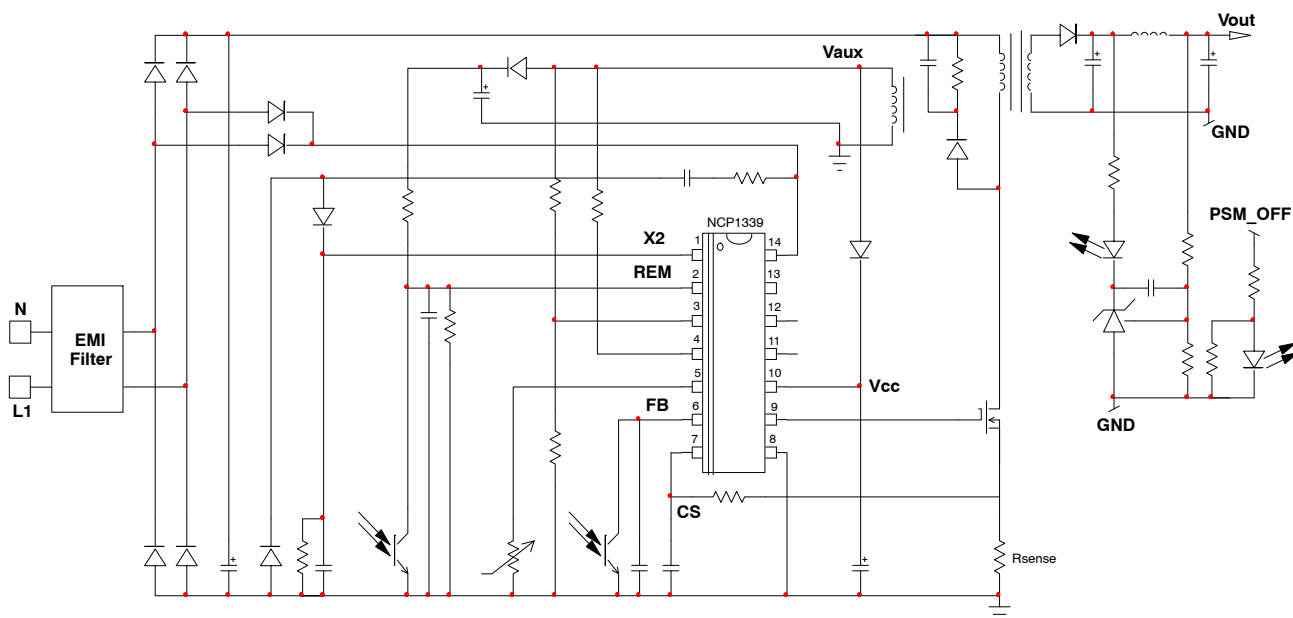 Vout
Vaux
GND
PSM_OFF
NCP1339
X2
1
14
REM
2
13
3
12
4
11
N
EMI
Filter
L1
5
10
Vcc
FB
6
9
7
8
GND
CS
Rsense
+
+
+
+
+